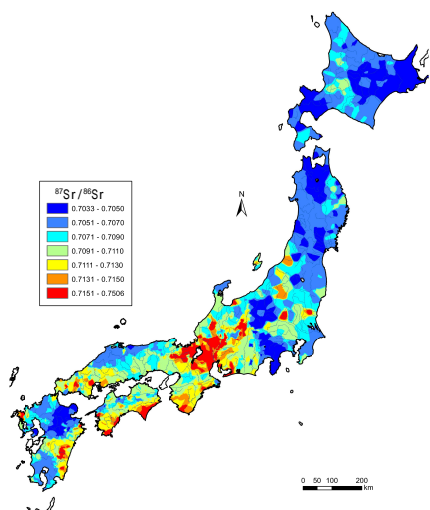 N
⁸⁷Sr/⁸⁶Sr
0.7033 - 0.7050
0.7051 - 0.7070
0.7071 - 0.7090
0.7091 - 0.7110
0.7111 - 0.7130
0.7131 - 0.7150
0.7151 - 0.7506
0 50 100 200
km